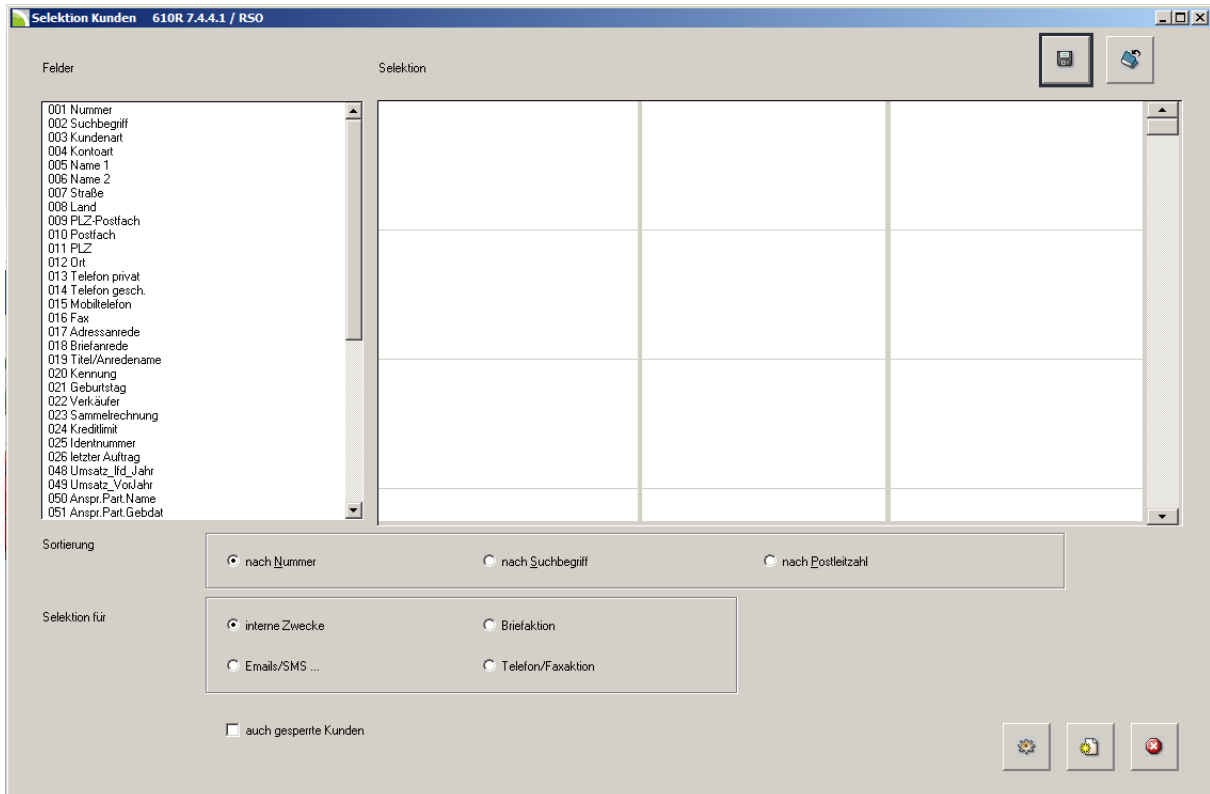 Selektion Kunden 610R 7.4.4.1 / RSO
Felder
Selektion
001 Nummer
002 Suchbegriff
003 Kundenart
004 Kontoart
005 Name 1
006 Name 2
007 Straße
008 Land
009 PLZ-Postfach
010 Postfach
011 PLZ
012 Ort
013 Telefon privat
014 Telefon gesch.
015 Mobiltelefon
016 Fax
017 Adressanrede
018 Briefanrede
019 Titel/Anredename
020 Kennung
021 Geburtstag
022 Verkäufer
023 Sammelrechnung
024 Kreditlimit
025 Identnummer
026 letzter Auftrag
048 Umsatz_lfd_Jahr
049 Umsatz_VorJahr
050 Anspr.Part.Name
051 Anspr.Part.Gebdat
Sortierung
nach Nummer
nach Suchbegriff
nach Postleitzahl
Selektion für
interne Zwecke
Briefaktion
Emails/SMS ...
Telefon/Faxaktion
auch gesperrte Kunden